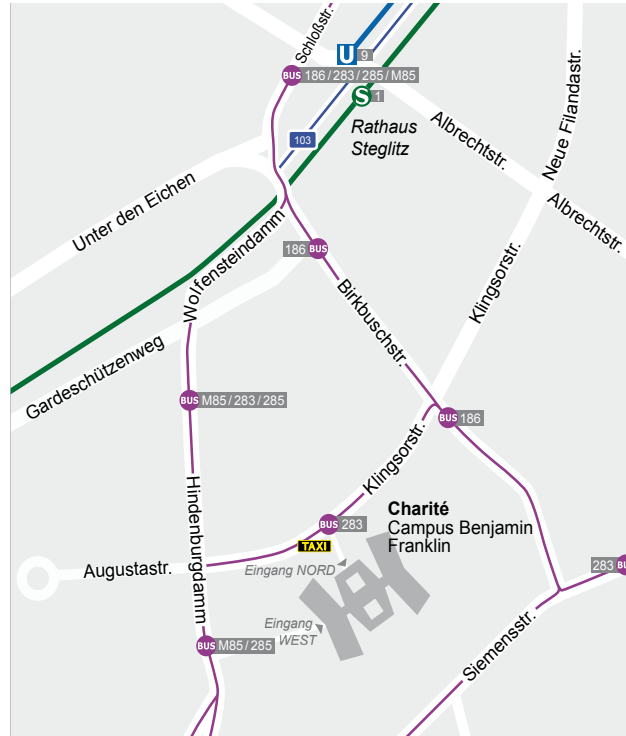 Schloßstr.
U 9
BUS 186 / 283 / 285 / M85
S 1
Rathaus
Steglitz
103
Albrechtstr.
Neue Filandastr.
Albrechtstr.
Unter den Eichen
Wolfensteindamm
186 BUS
Klingsorstr.
Birkbuschstr.
Gardeschützenweg
BUS M85 / 283 / 285
BUS 186
Klingsorstr.
Hindenburgdamm
Charité
Campus Benjamin
Franklin
BUS 283
TAXI
Augustastr.
Eingang NORD
283 BU
Eingang
WEST
BUS M85 / 285
Siemensstr.